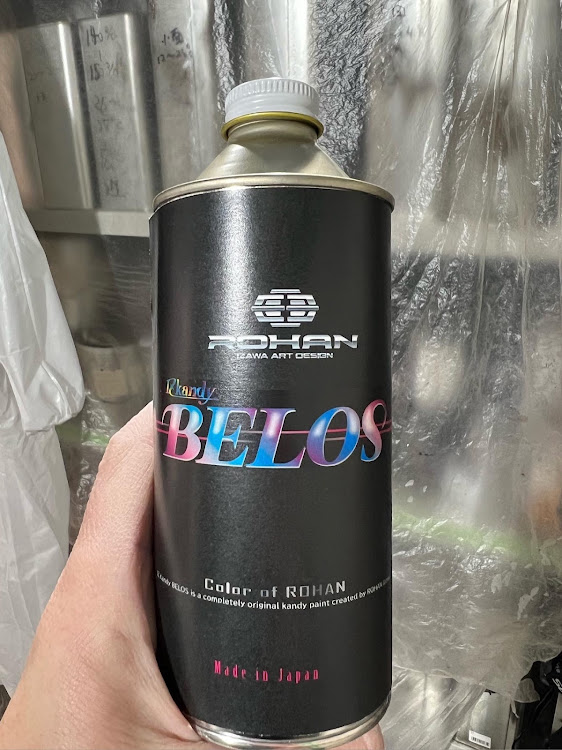 ROHAN
IZAWA ART DESIGN
R kandy
BELOS
Color of ROHAN
R kandy BELOS is a completely original kandy paint created by ROHAN
Made in Japan